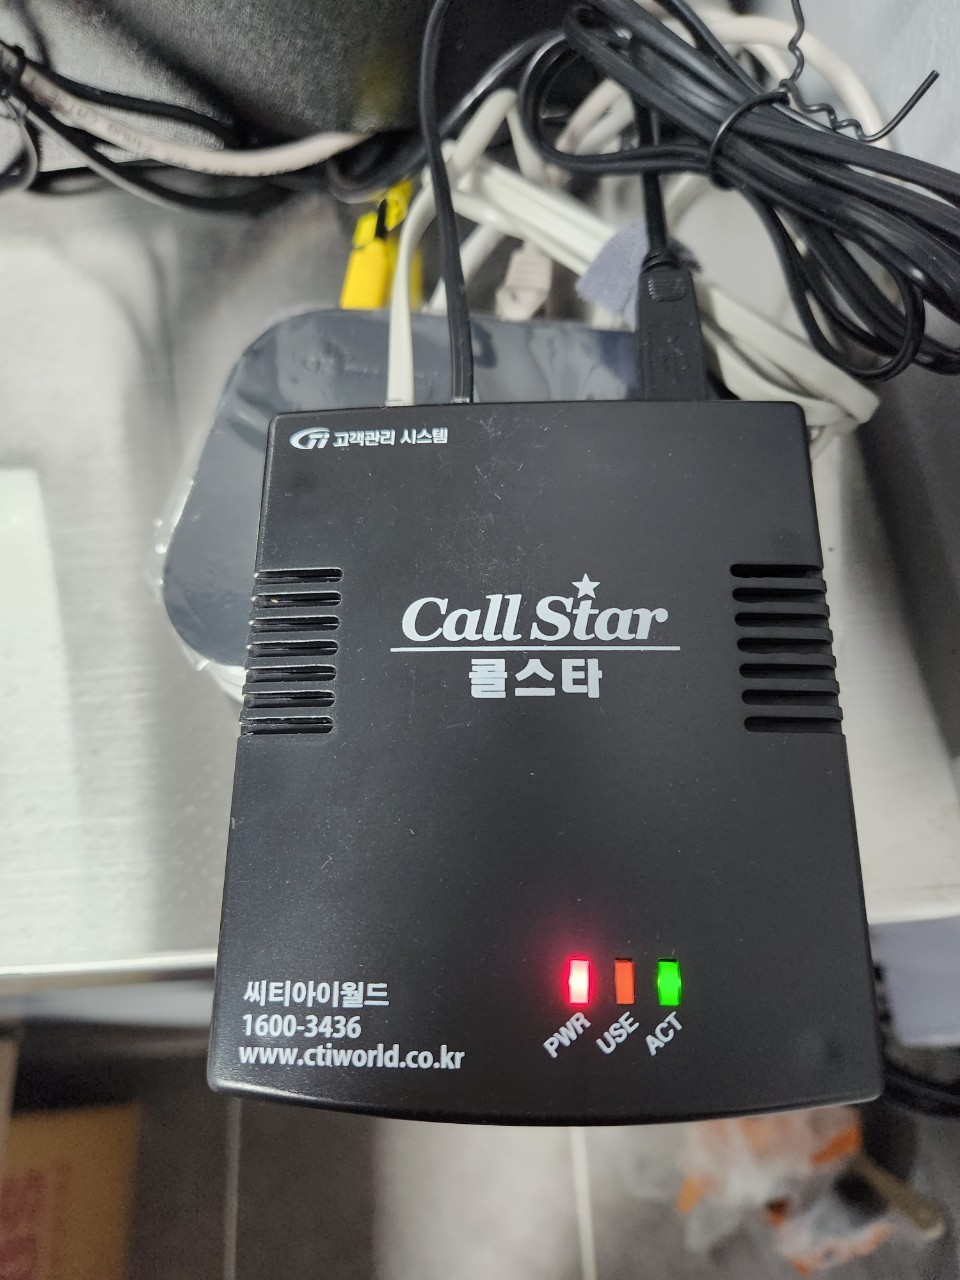 CTi 고객관리 시스템
Call Star
콜스타
PWR USE ACT
씨티아이월드
1600-3436
www.ctiworld.co.kr